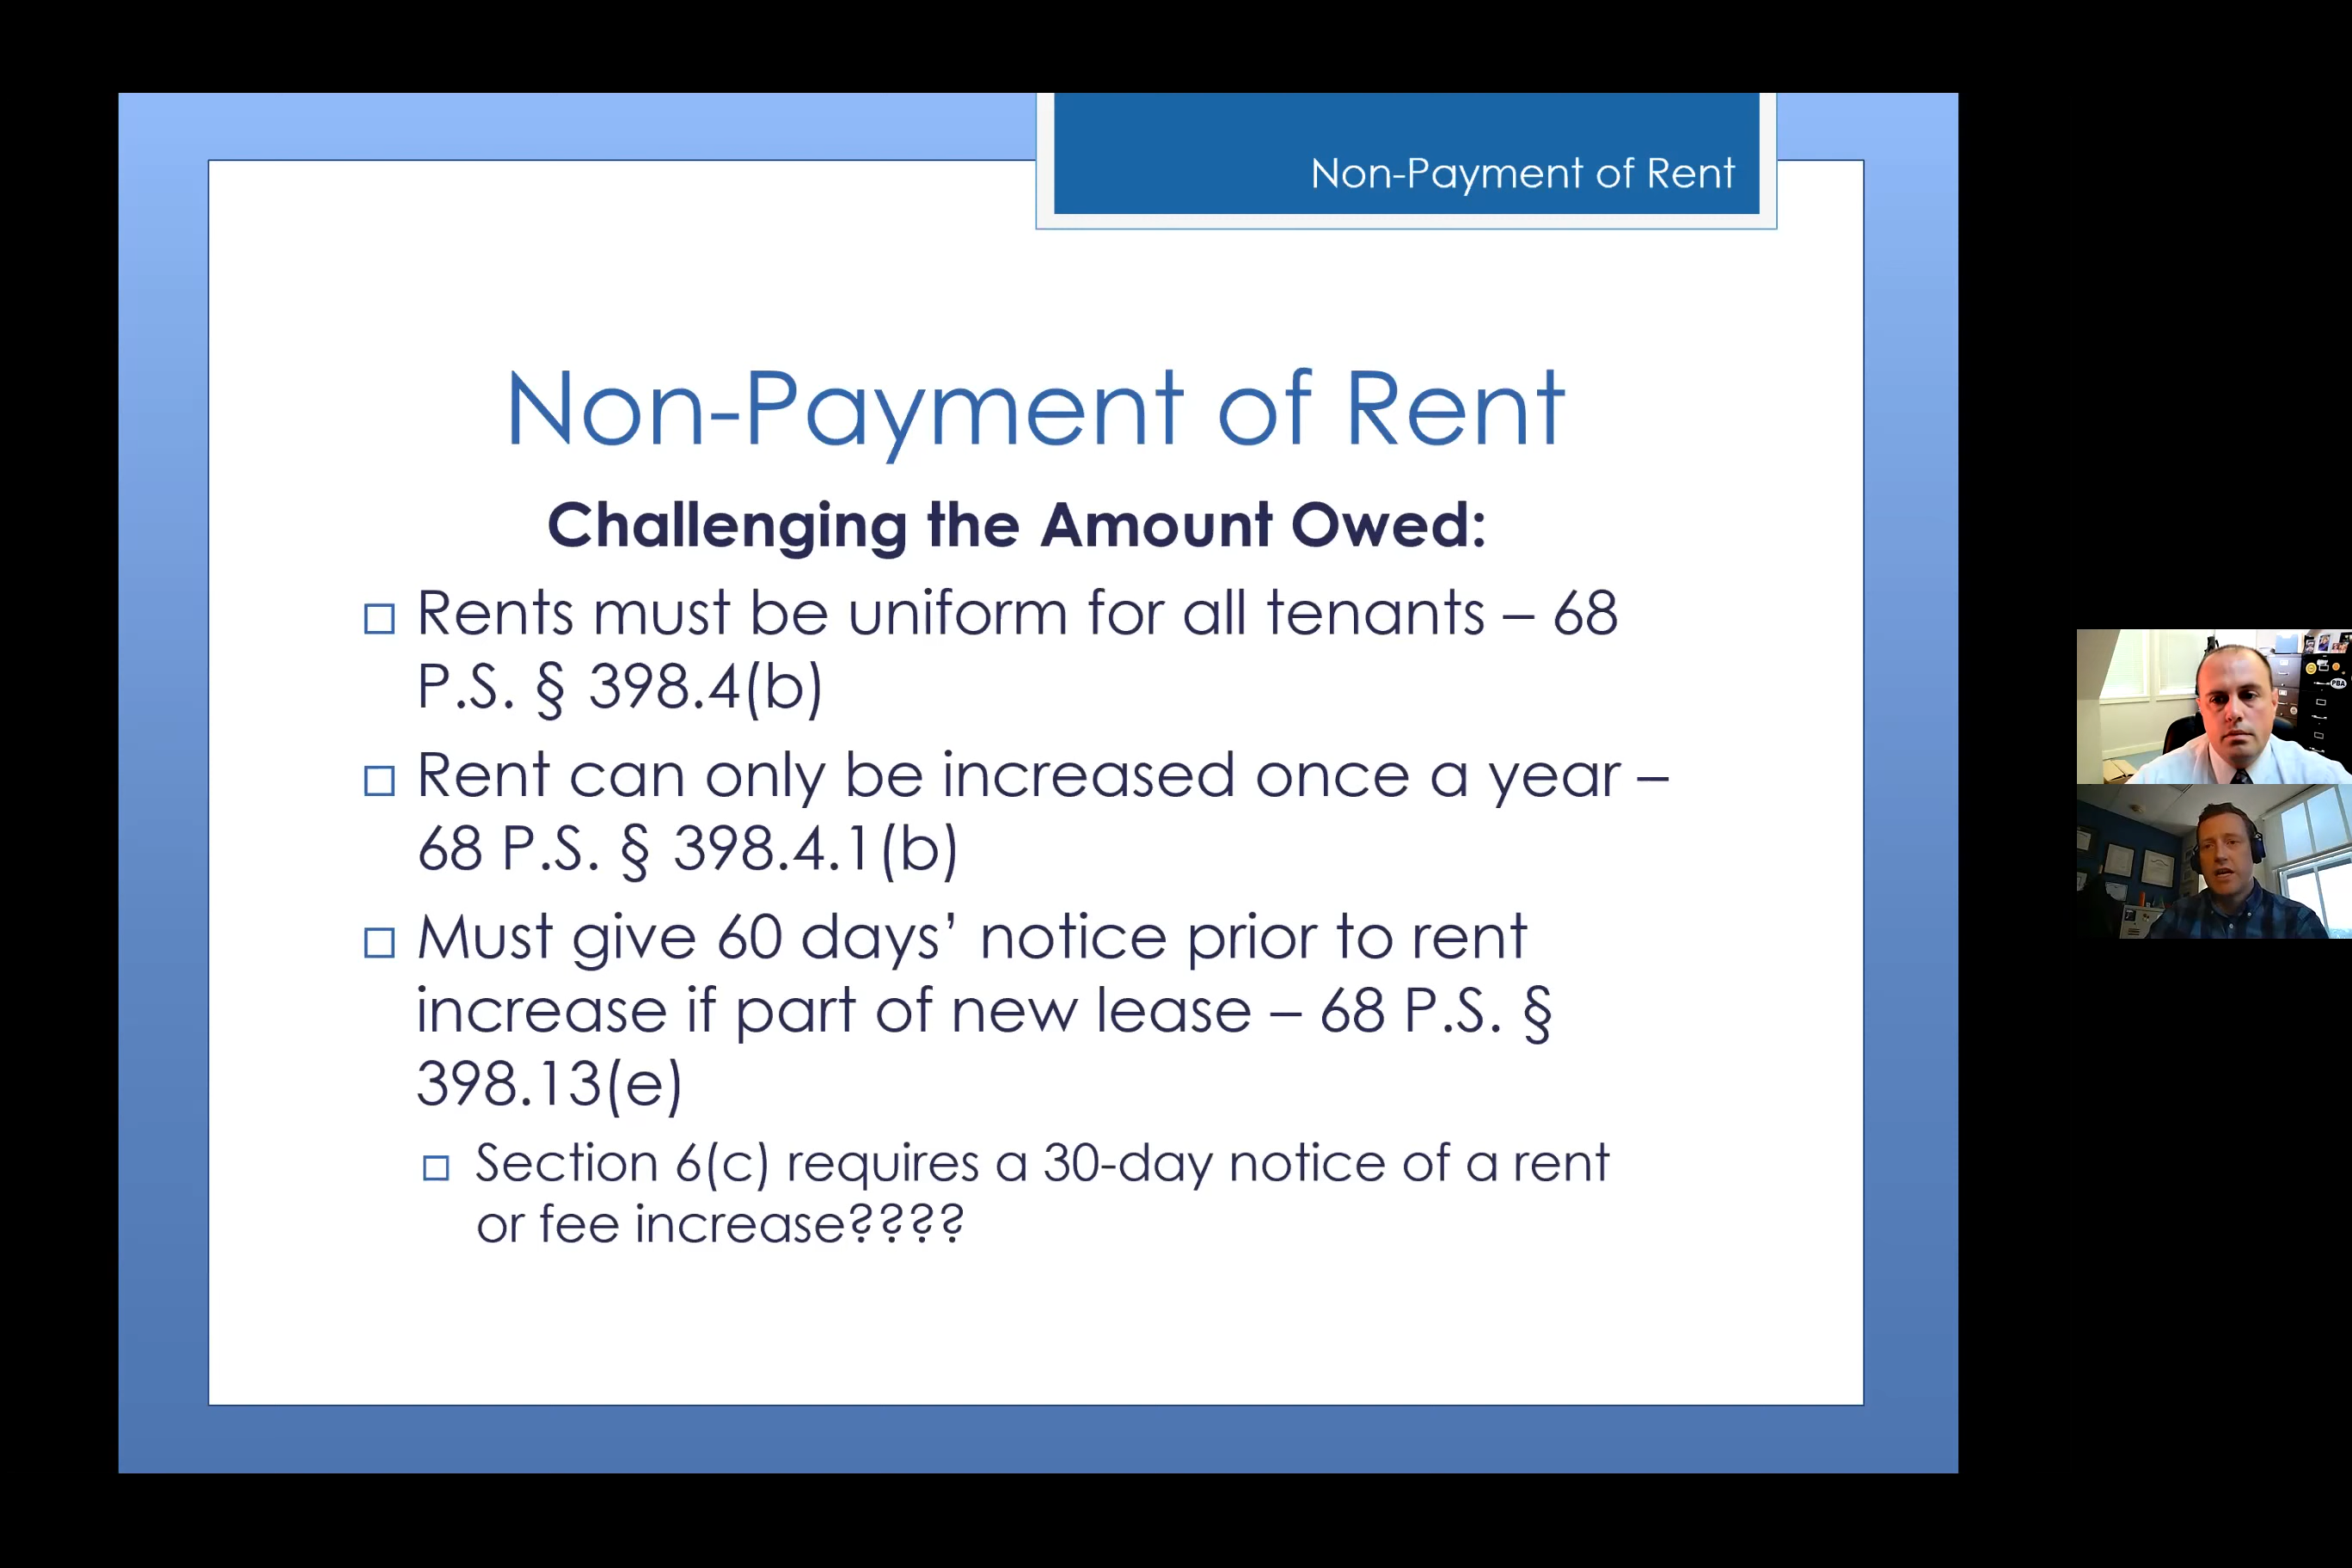 Non-Payment of Rent
Non-Payment of Rent
Challenging the Amount Owed:
Rents must be uniform for all tenants – 68
P.S. § 398.4(b)
Rent can only be increased once a year –
68 P.S. § 398.4.1(b)
Must give 60 days’ notice prior to rent
increase if part of new lease – 68 P.S. §
398.13(e)
Section 6(c) requires a 30-day notice of a rent
or fee increase????
PBA